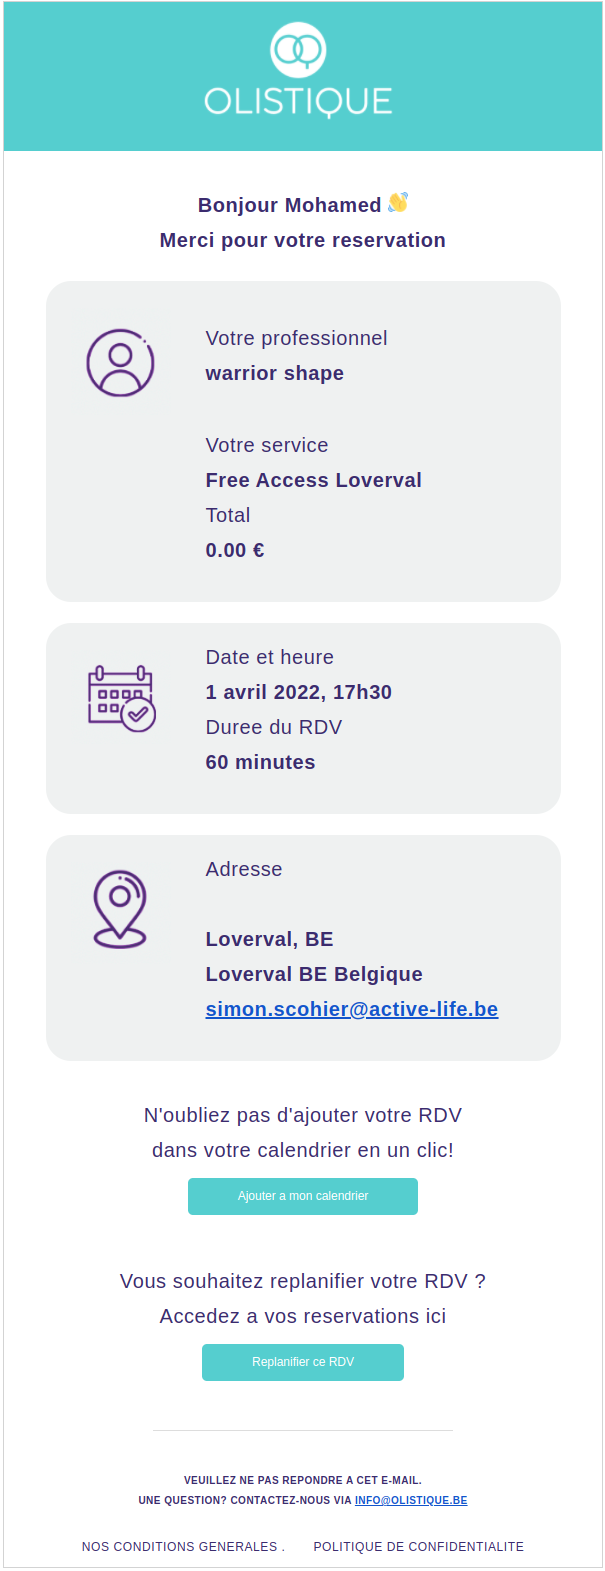 OLISTIQUE
Bonjour Mohamed 👋
Merci pour votre reservation
Votre professionnel
warrior shape
Votre service
Free Access Loverval
Total
0.00 €
Date et heure
1 avril 2022, 17h30
Duree du RDV
60 minutes
Adresse
Loverval, BE
Loverval BE Belgique
simon.scohier@active-life.be
N'oubliez pas d'ajouter votre RDV
dans votre calendrier en un clic!
Ajouter a mon calendrier
Vous souhaitez replanifier votre RDV ?
Accedez a vos reservations ici
Replanifier ce RDV
VEUILLEZ NE PAS REPONDRE A CET E-MAIL.
UNE QUESTION? CONTACTEZ-NOUS VIA INFO@OLISTIQUE.BE
NOS CONDITIONS GENERALES . POLITIQUE DE CONFIDENTIALITE